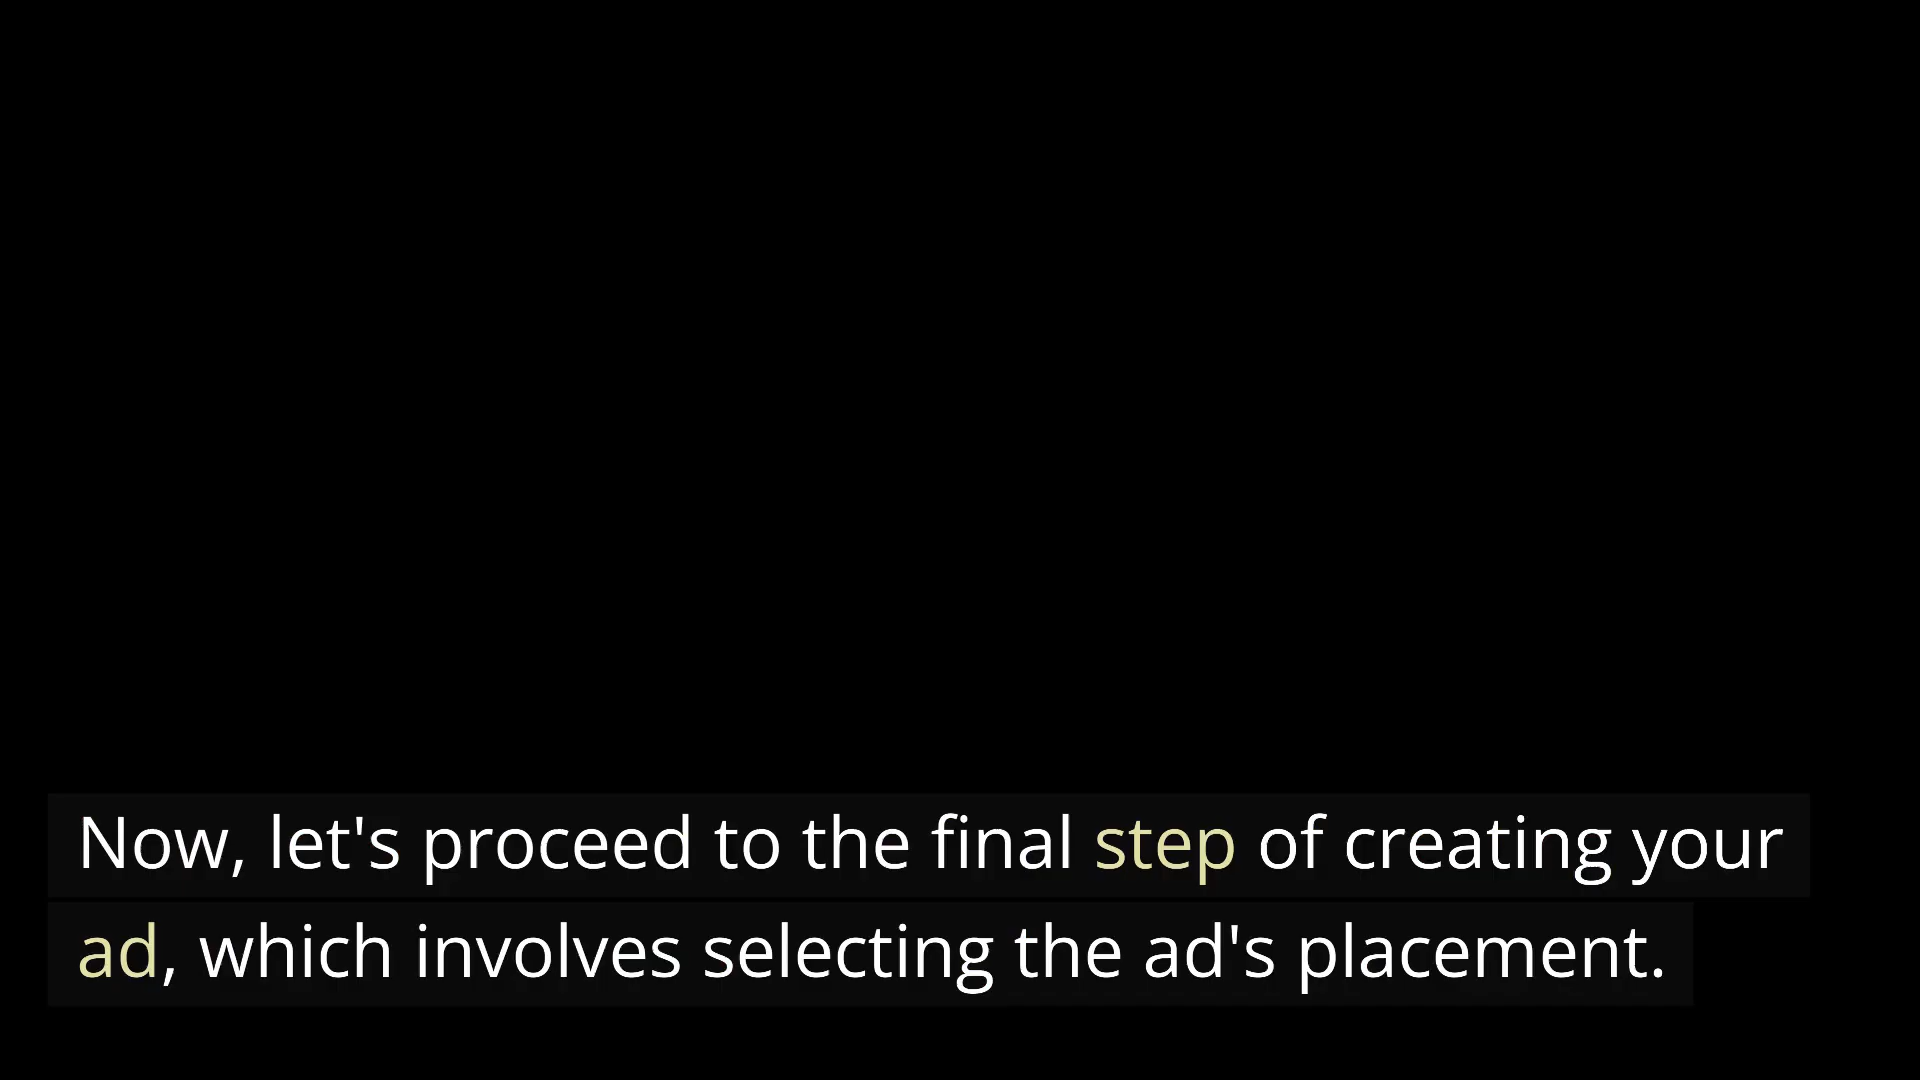 Now, let's proceed to the final step of creating your
ad, which involves selecting the ad's placement.